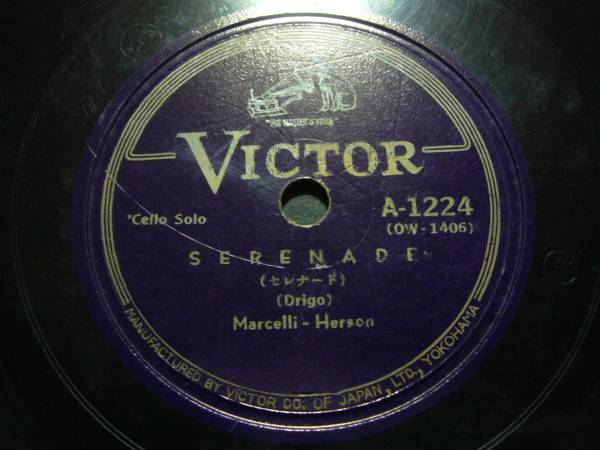 "HIS MASTER'S VOICE"
VICTOR
'Cello Solo
A-1224
(OW-1406)
SERENADE
(セレナード)
(Drigo)
Marcelli - Herson
MANUFACTURED BY VICTOR CO. OF JAPAN, LTD., YOKOHAMA